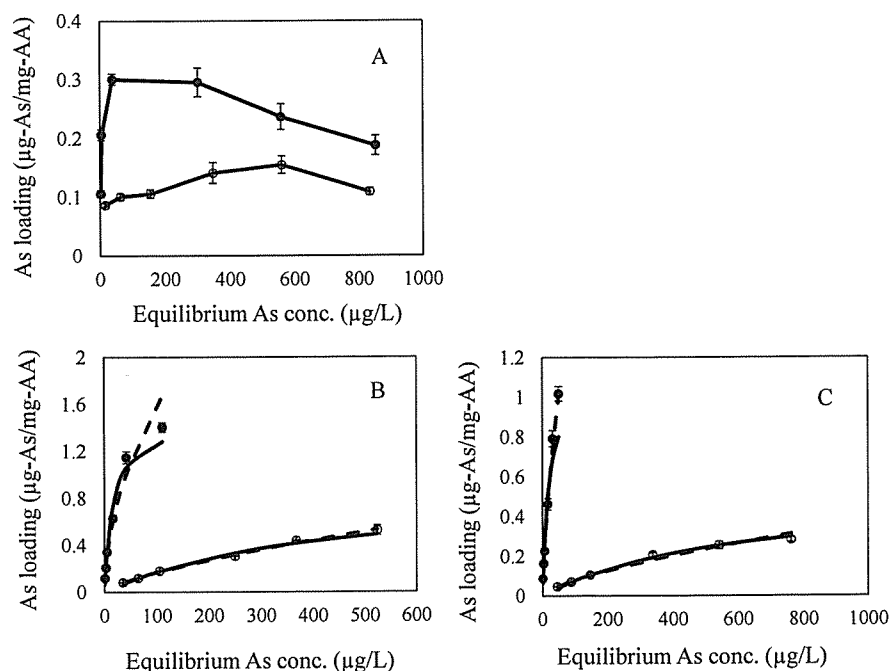 0.4
A
0.3
0.2
0.1
0
0 200 400 600 800 1000
As loading (µg-As/mg-AA)
Equilibrium As conc. (µg/L)
2
B
1.6
1.2
0.8
0.4
0
0 100 200 300 400 500 600
As loading (µg-As/mg-AA)
Equilibrium As conc. (µg/L)
1.2
C
1
0.8
0.6
0.4
0.2
0
0 200 400 600 800 1000
As loading (µg-As/mg-AA)
Equilibrium As conc. (µg/L)